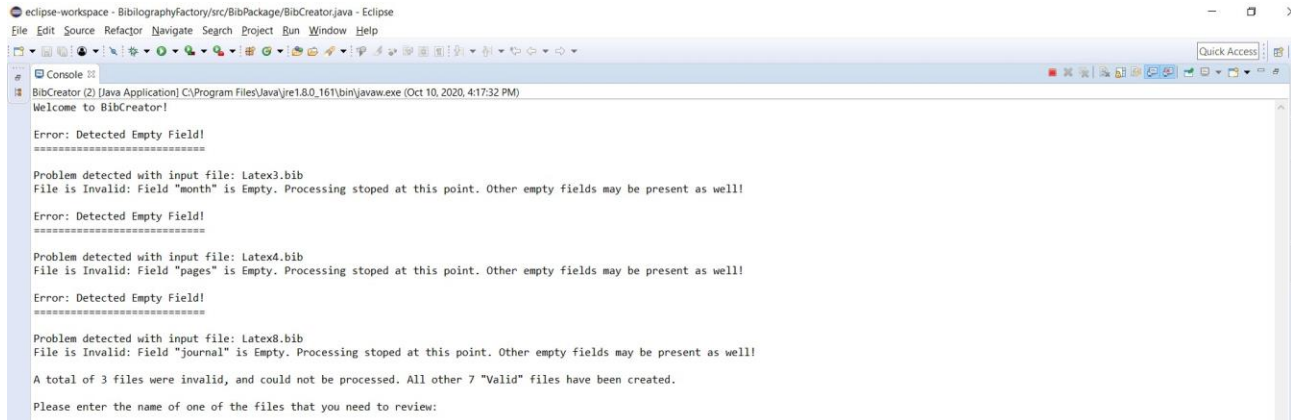 eclipse-workspace - BibilographyFactory/src/BibPackage/BibCreator.java - Eclipse
File Edit Source Refactor Navigate Search Project Run Window Help
Quick Access
Console
BibCreator (2) [Java Application] C:\Program Files\Java\jre1.8.0_161\bin\javaw.exe (Oct 10, 2020, 4:17:32 PM)
Welcome to BibCreator!
Error: Detected Empty Field!
============================
Problem detected with input file: Latex3.bib
File is Invalid: Field "month" is Empty. Processing stoped at this point. Other empty fields may be present as well!
Error: Detected Empty Field!
============================
Problem detected with input file: Latex4.bib
File is Invalid: Field "pages" is Empty. Processing stoped at this point. Other empty fields may be present as well!
Error: Detected Empty Field!
============================
Problem detected with input file: Latex8.bib
File is Invalid: Field "journal" is Empty. Processing stoped at this point. Other empty fields may be present as well!
A total of 3 files were invalid, and could not be processed. All other 7 "Valid" files have been created.
Please enter the name of one of the files that you need to review: